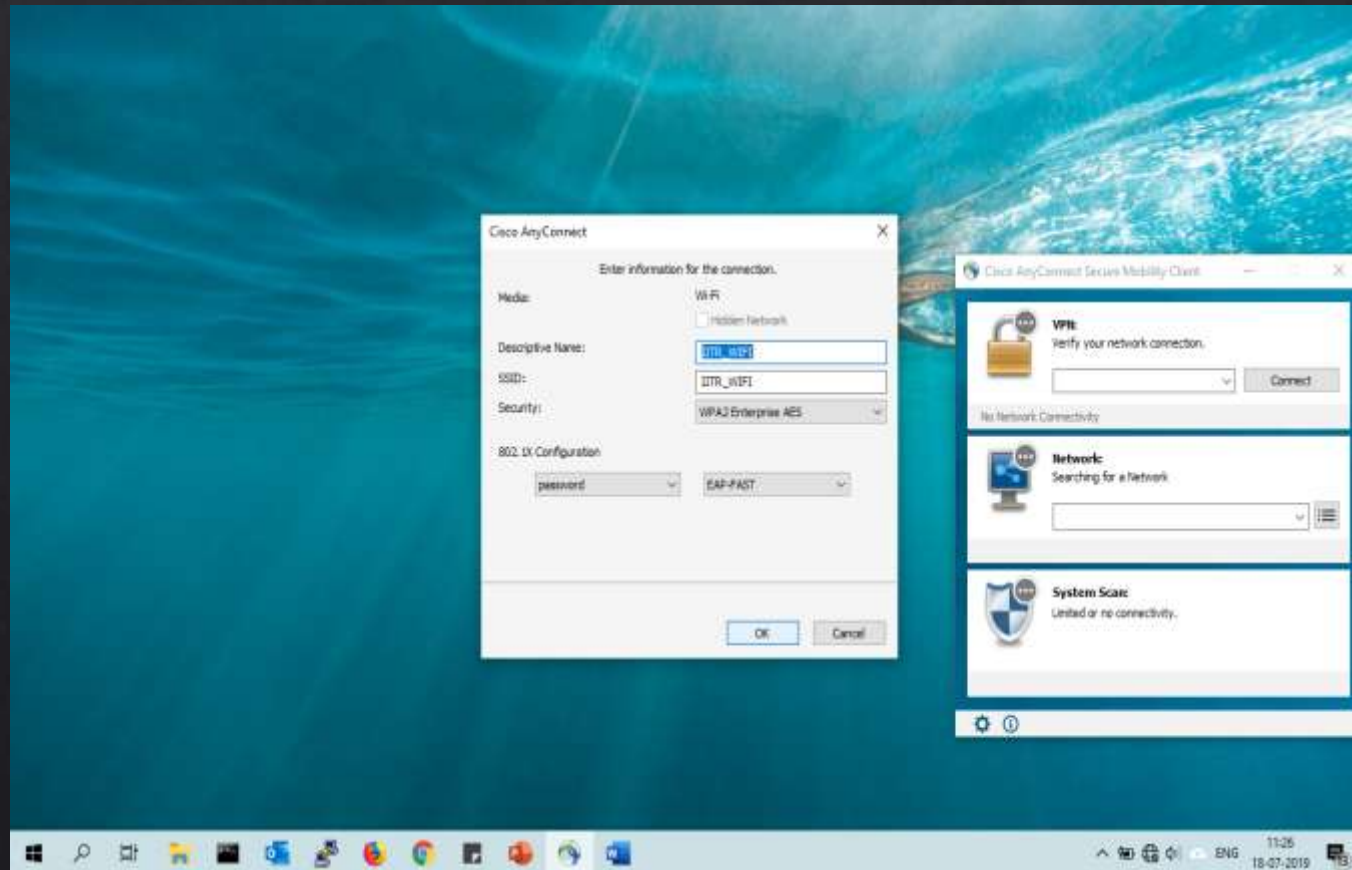 Cisco AnyConnect
Enter information for the connection.
Media:
Wi-Fi
Hidden Network
Descriptive Name:
IITR_WIFI
SSID:
IITR_WIFI
Security:
WPA2 Enterprise AES
802.1X Configuration
password
EAP-FAST
OK
Cancel
Cisco AnyConnect Secure Mobility Client
VPN:
Verify your network connection.
Connect
No Network Connectivity
Network:
Searching for a Network
System Scan:
Limited or no connectivity.
ENG
11:26
18-07-2019